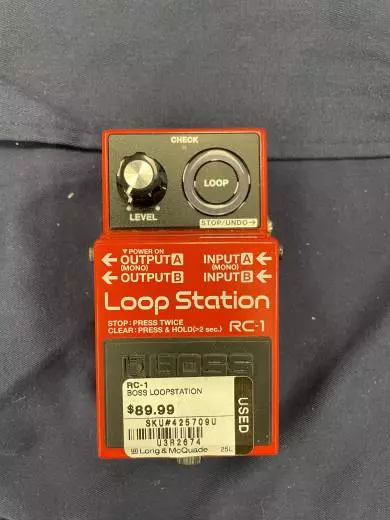 CHECK
LOOP
LEVEL
STOP/UNDO→
▼POWER ON
←OUTPUT A INPUT A←
(MONO) (MONO)
←OUTPUT B INPUT B←
Loop Station
STOP:PRESS TWICE
CLEAR:PRESS & HOLD(>2 sec.) RC-1
BOSS
RC-1
BOSS LOOPSTATION
$89.99
SKU#425709U
U3R2674
Long & McQuade 25L
USED